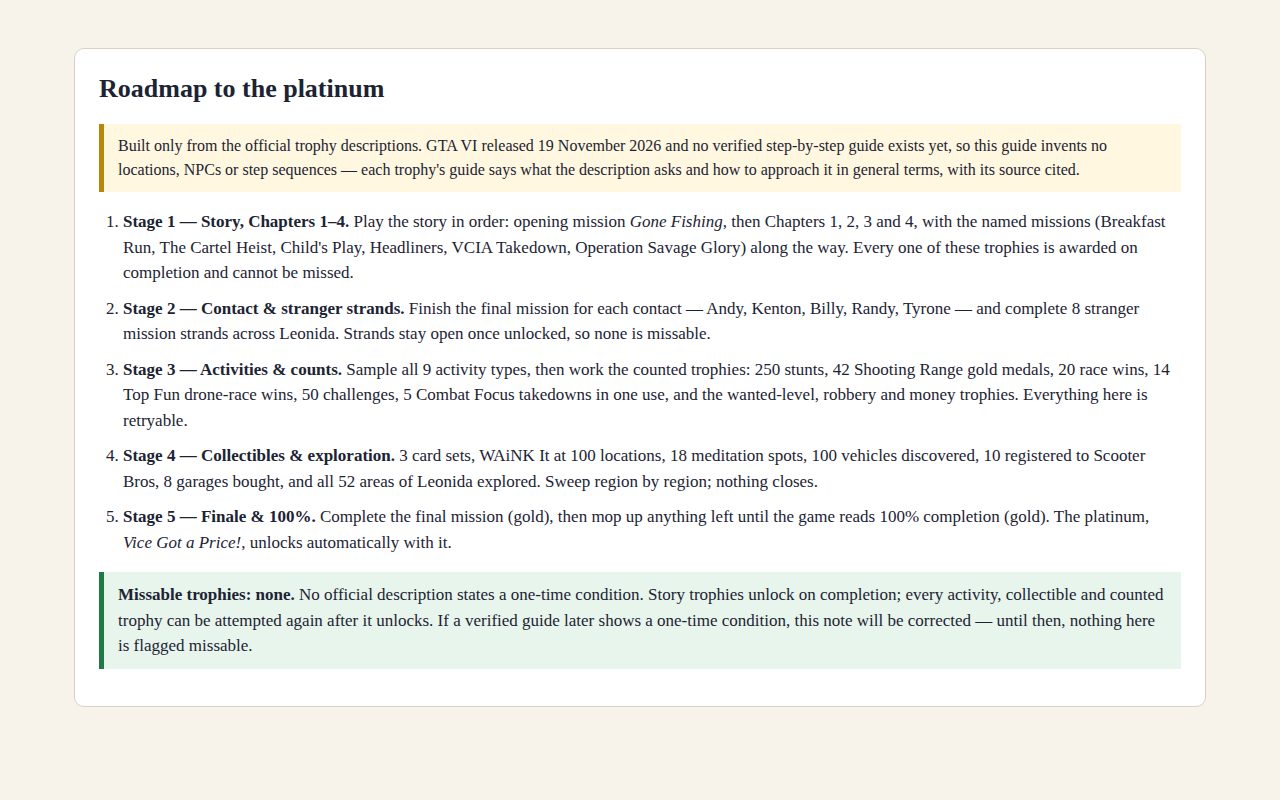 Roadmap to the platinum
Built only from the official trophy descriptions. GTA VI released 19 November 2026 and no verified step-by-step guide exists yet, so this guide invents no
locations, NPCs or step sequences — each trophy's guide says what the description asks and how to approach it in general terms, with its source cited.
1. Stage 1 — Story, Chapters 1–4. Play the story in order: opening mission Gone Fishing, then Chapters 1, 2, 3 and 4, with the named missions (Breakfast
Run, The Cartel Heist, Child's Play, Headliners, VCIA Takedown, Operation Savage Glory) along the way. Every one of these trophies is awarded on
completion and cannot be missed.
2. Stage 2 — Contact & stranger strands. Finish the final mission for each contact — Andy, Kenton, Billy, Randy, Tyrone — and complete 8 stranger
mission strands across Leonida. Strands stay open once unlocked, so none is missable.
3. Stage 3 — Activities & counts. Sample all 9 activity types, then work the counted trophies: 250 stunts, 42 Shooting Range gold medals, 20 race wins, 14
Top Fun drone-race wins, 50 challenges, 5 Combat Focus takedowns in one use, and the wanted-level, robbery and money trophies. Everything here is
retryable.
4. Stage 4 — Collectibles & exploration. 3 card sets, WAiNK It at 100 locations, 18 meditation spots, 100 vehicles discovered, 10 registered to Scooter
Bros, 8 garages bought, and all 52 areas of Leonida explored. Sweep region by region; nothing closes.
5. Stage 5 — Finale & 100%. Complete the final mission (gold), then mop up anything left until the game reads 100% completion (gold). The platinum,
Vice Got a Price!, unlocks automatically with it.
Missable trophies: none. No official description states a one-time condition. Story trophies unlock on completion; every activity, collectible and counted
trophy can be attempted again after it unlocks. If a verified guide later shows a one-time condition, this note will be corrected — until then, nothing here
is flagged missable.